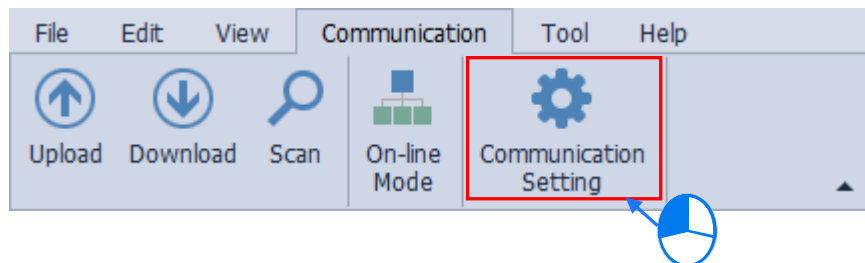 File Edit View Communication Tool Help
Upload Download Scan On-line Communication
Mode Setting